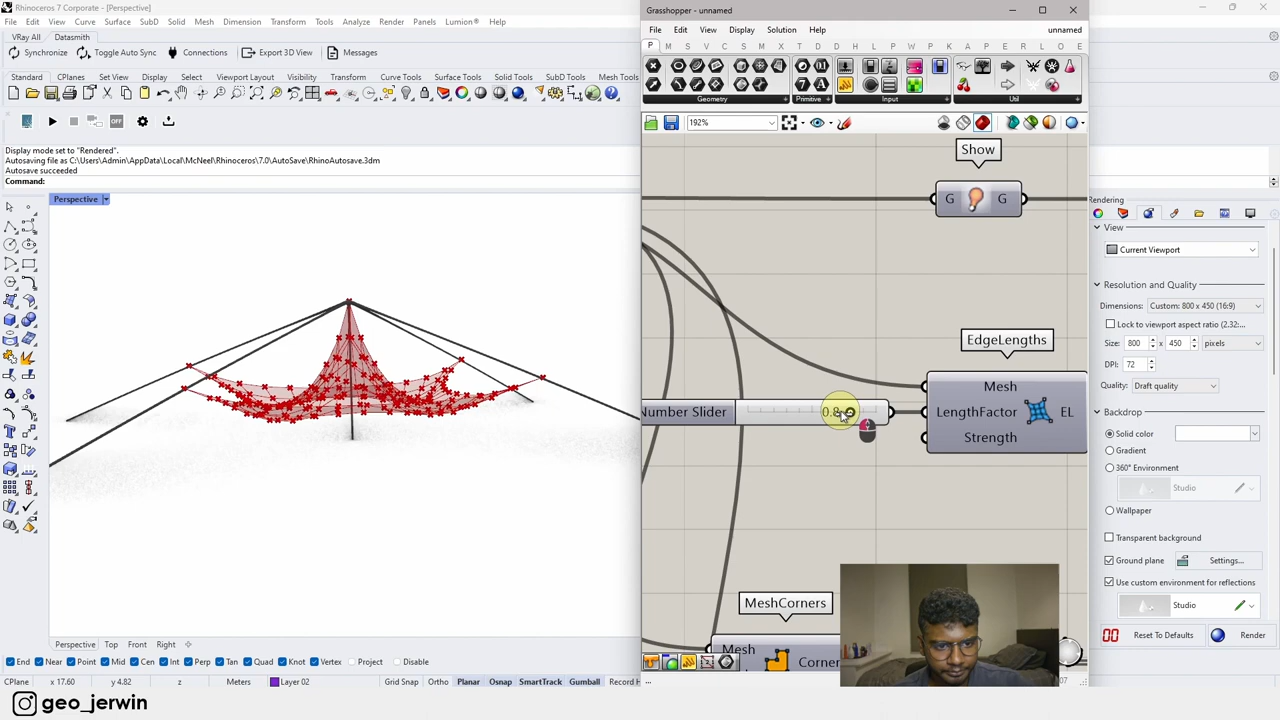 Rhinoceros 7 Corporate - [Perspective]
File Edit View Curve Surface SubD Solid Mesh Dimension Transform Tools Analyze Render Panels Lumion® Help
VRay All Datasmith
Synchronize Toggle Auto Sync Connections Export 3D View Messages
Standard CPlanes Set View Display Select Viewport Layout Visibility Transform Curve Tools Surface Tools Solid Tools SubD Tools Mesh Tools
Display mode set to "Rendered".
Autosaving file as C:\Users\Admin\AppData\Local\McNeel\Rhinoceros\7.0\AutoSave\RhinoAutosave.3dm
Autosave succeeded
Command:
Perspective
Grasshopper - unnamed
File Edit View Display Solution Help unnamed
P M S V C S M I T D D H L P W K A P R L T E
Geometry Primitive Input Util
192%
Show
G G
EdgeLengths
Mesh
Number Slider LengthFactor EL
Strength
MeshCorners
Mesh
Rendering
View
Current Viewport
Resolution and Quality
Dimensions: Custom: 800 x 450 (16:9)
Lock to viewport aspect ratio (2.32:...
Size: 800 x 450 pixels
DPI: 72
Quality: Draft quality
Backdrop
Solid color
Gradient
360° Environment
Studio
Wallpaper
Transparent background
Ground plane Settings...
Use custom environment for reflections
Studio
Reset To Defaults Render
Perspective Top Front Right
End Near Point Mid Cen Int Perp Tan Quad Knot Vertex Project Disable
CPlane x 17.60 y 4.82 z Meters Layer 02 Grid Snap Ortho Planar Osnap SmartTrack Gumball
geo_jerwin